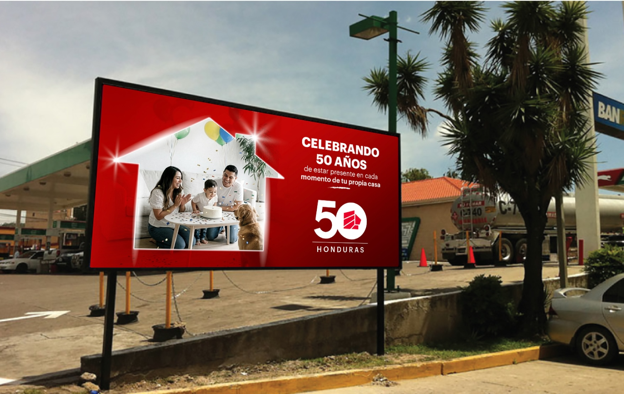 CELEBRANDO
50 AÑOS
de estar presente en cada
momento de tu propia casa
50
HONDURAS
BAN